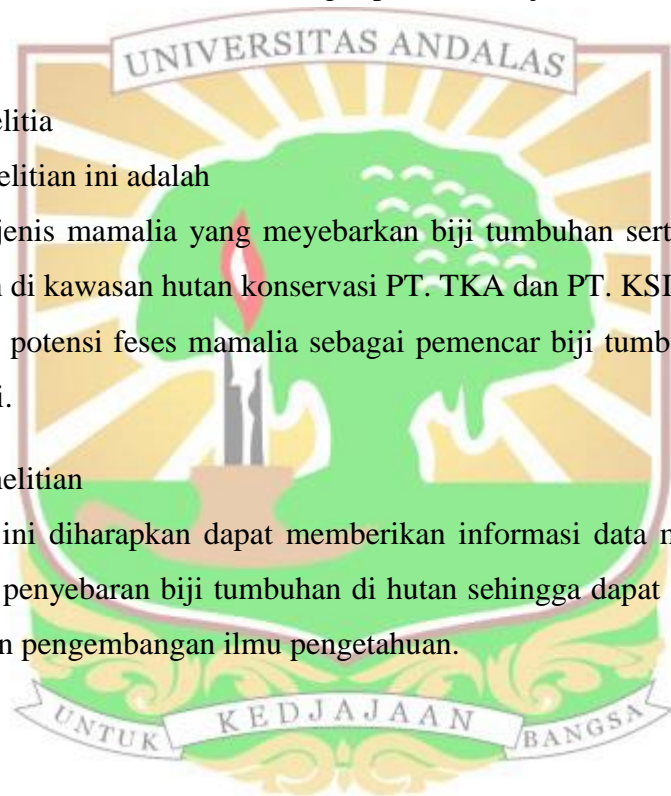 UNIVERSITAS ANDALAS
elitia
elitian ini adalah
jenis mamalia yang meyebarkan biji tumbuhan sert
di kawasan hutan konservasi PT. TKA dan PT. KSI
potensi feses mamalia sebagai pemencar biji tumb
i.
nelitian
ini diharapkan dapat memberikan informasi data m
penyebaran biji tumbuhan di hutan sehingga dapat
n pengembangan ilmu pengetahuan.
UNTUK KEDJAJAAN BANGSA